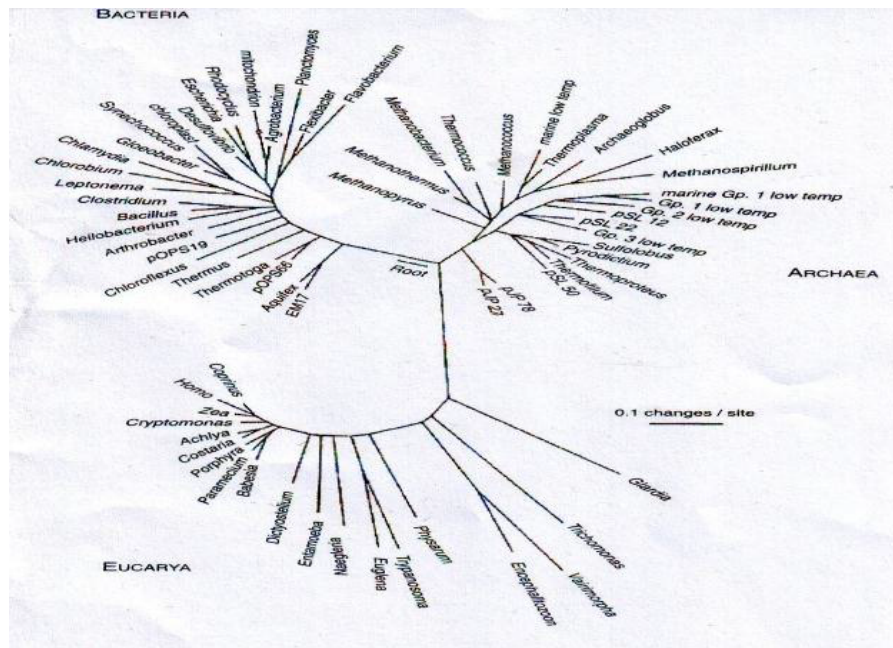 BACTERIA
Flavobacterium
Flexibacter
Planctomyces
Agrobacterium
mitochondrion
Rhodocyclus
Escherichia
Desulfovibrio
chloroplast
Synechococcus
Gloeobacter
Chlamydia
Chlorobium
Leptonema
Clostridium
Bacillus
Heliobacterium
Arthrobacter
pOPS19
Chloroflexus
Thermus
Thermotoga
pOPS66
Aquifex
EM17
Root
Methanopyrus
Methanothermus
Methanobacterium
Thermococcus
Methanococcus
marine low temp
Thermoplasma
Archaeoglobus
Haloferax
Methanospirillum
marine Gp. 1 low temp
Gp. 1 low temp
Gp. 2 low temp
pSL 12
pSL 22
Gp. 3 low temp
Sulfolobus
Pyrodictium
Thermoproteus
Thermofilum
pSL 50
pJP 78
pJP 27
ARCHAEA
0.1 changes / site
Giardia
Trichomonas
Vairimorpha
Encephalitozoon
Physarum
Trypanosoma
Euglena
Naegleria
Entamoeba
Dictyostelium
Babesia
Paramecium
Porphyra
Costaria
Achlya
Cryptomonas
Zea
Homo
Coprinus
EUCARYA